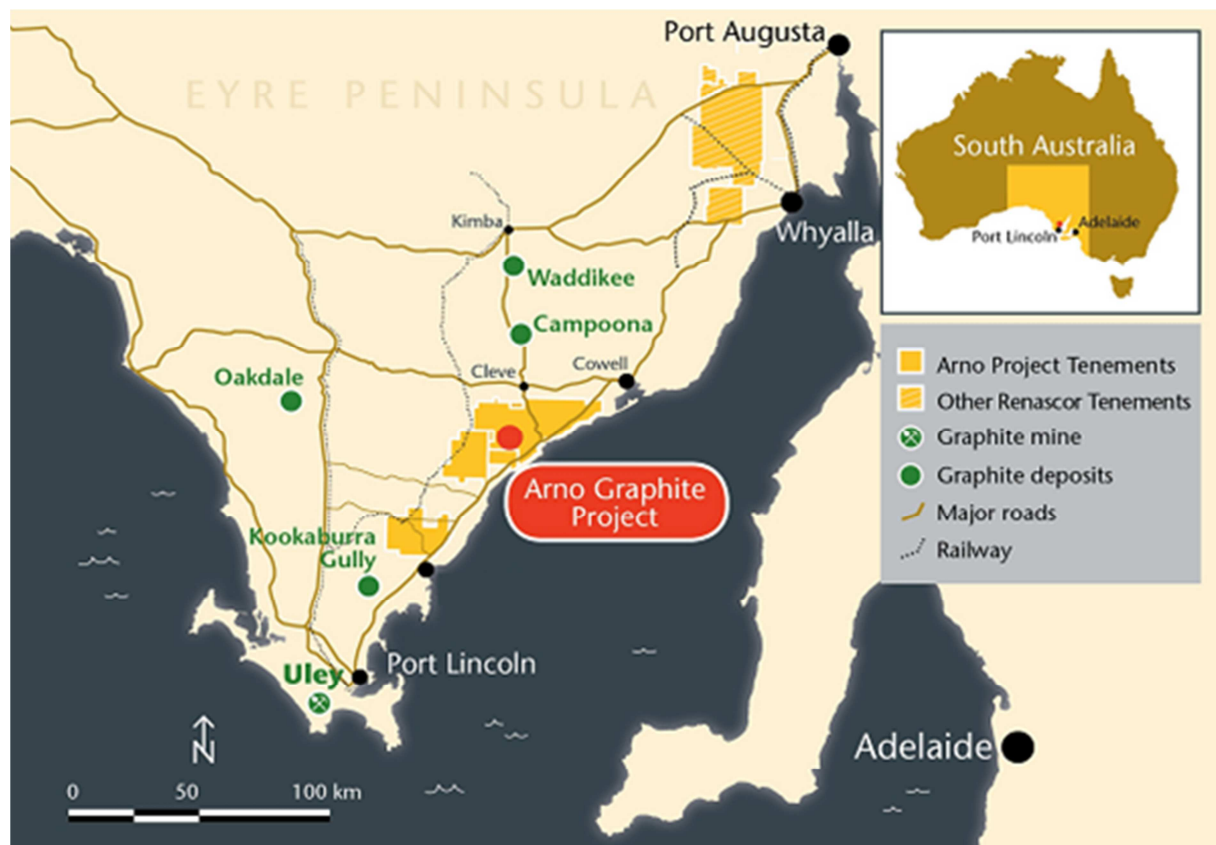 Port Augusta
EYRE PENINSULA
South Australia
Adelaide
Port Lincoln
Kimba
Whyalla
Waddikee
Campoona
Cleve
Cowell
Oakdale
Arno Project Tenements
Other Renascor Tenements
Graphite mine
Graphite deposits
Major roads
Railway
Arno Graphite
Project
Kookaburra
Gully
Uley
Port Lincoln
N
Adelaide
0 50 100 km